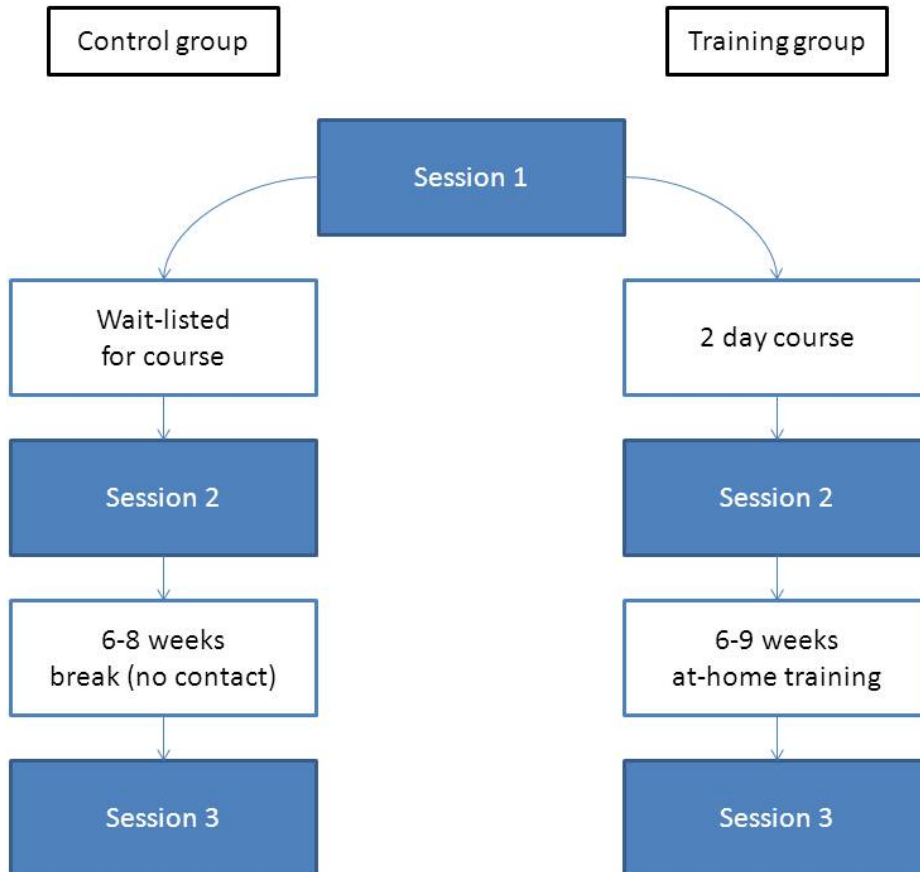 Control group
Training group
Session 1
Wait-listed
for course
2 day course
Session 2
Session 2
6-8 weeks
break (no contact)
6-9 weeks
at-home training
Session 3
Session 3